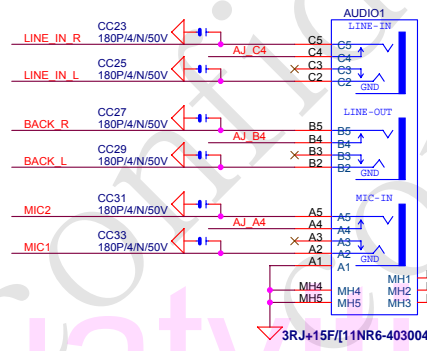 AUDIO1
CC23
LINE-IN
LINE_IN_R
180P/4/N/50V
C5
C5
AJ_C4
C4
C4
CC25
C3
C3
LINE_IN_L
180P/4/N/50V
C2
C2
GND
CC27
LINE-OUT
BACK_R
180P/4/N/50V
B5
B5
AJ_B4
B4
B4
CC29
B3
B3
BACK_L
180P/4/N/50V
B2
B2
GND
CC31
MIC-IN
MIC2
180P/4/N/50V
A5
A5
AJ_A4
A4
A4
CC33
A3
A3
MIC1
180P/4/N/50V
A2
A2
GND
A1
A1
MH1
MH4
MH4
MH2
MH5
MH5
MH3
3RJ+15F/[11NR6-403004